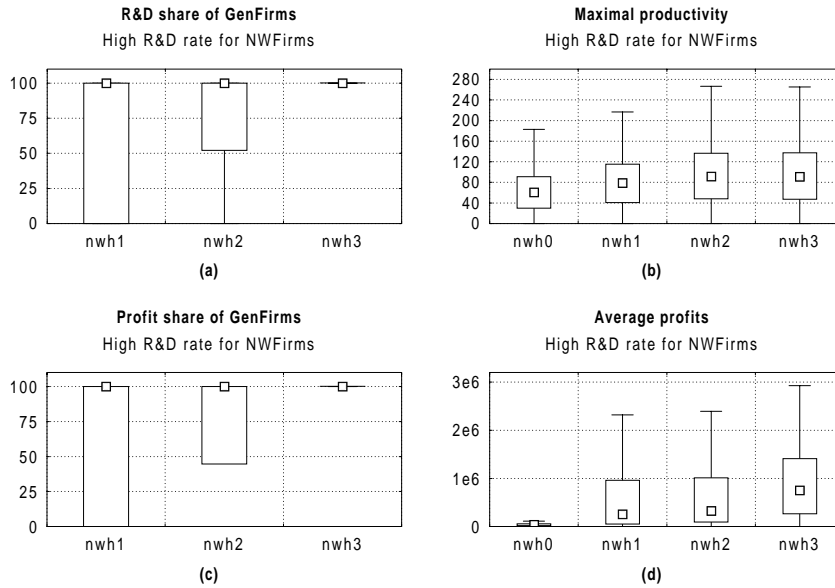 R&D share of GenFirms
High R&D rate for NWFirms
100
75
50
25
0
nwh1 nwh2 nwh3
(a)
Maximal productivity
High R&D rate for NWFirms
280
240
200
160
120
80
40
0
nwh0 nwh1 nwh2 nwh3
(b)
Profit share of GenFirms
High R&D rate for NWFirms
100
75
50
25
0
nwh1 nwh2 nwh3
(c)
Average profits
High R&D rate for NWFirms
3e6
2e6
1e6
0
nwh0 nwh1 nwh2 nwh3
(d)